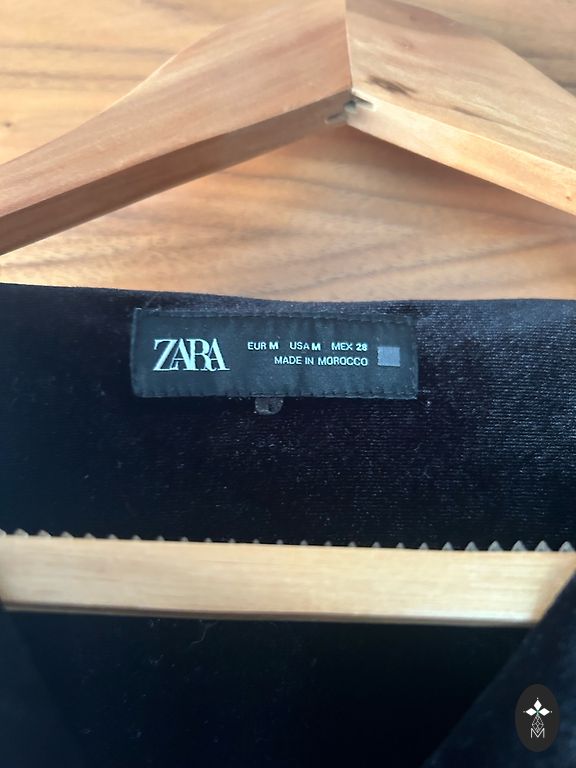 ZARA
EUR M USA M MEX 28
MADE IN MOROCCO
M